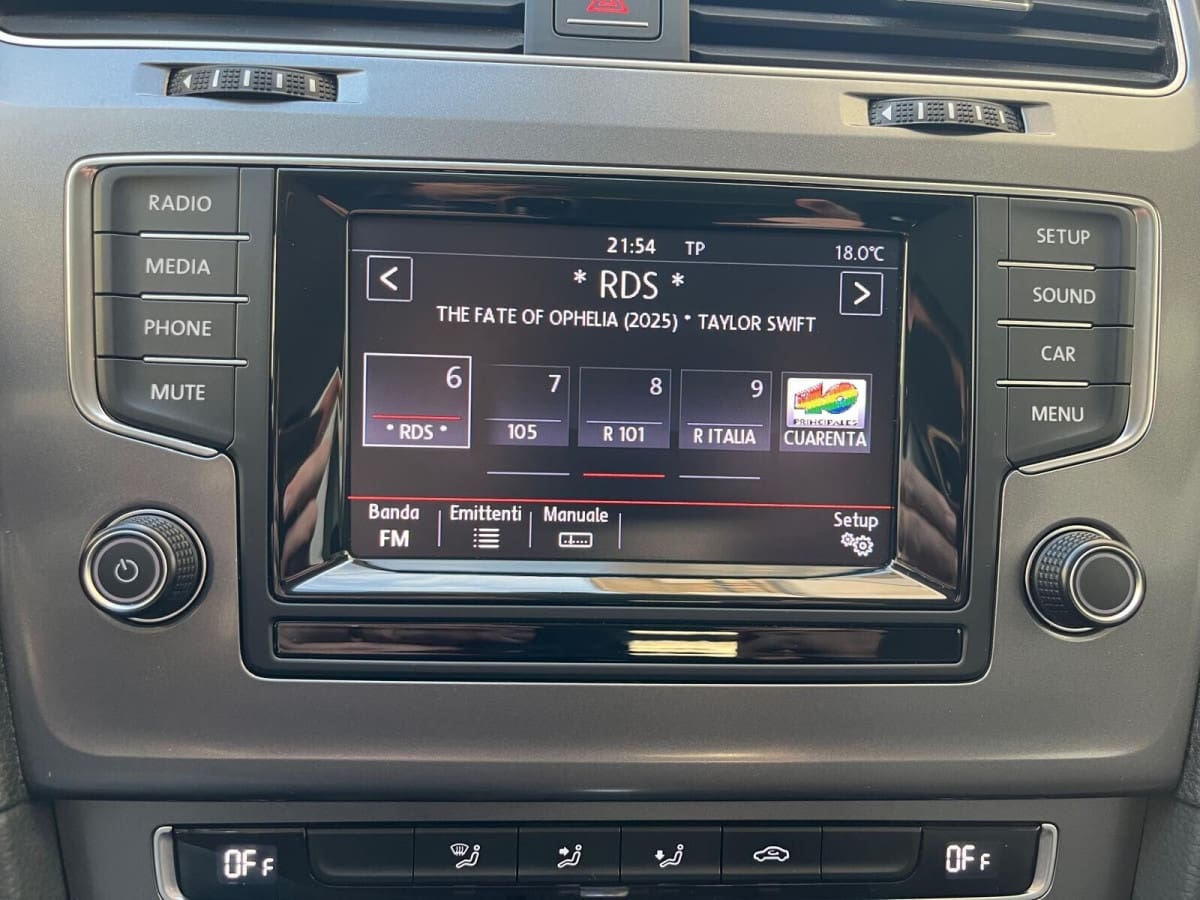 RADIO
MEDIA
PHONE
MUTE
21:54 TP 18.0°C
< * RDS * >
THE FATE OF OPHELIA (2025) * TAYLOR SWIFT
6 7 8 9
40
PRINCIPALES
* RDS * 105 R 101 R ITALIA CUARENTA
Banda Emittenti Manuale Setup
FM
SETUP
SOUND
CAR
MENU
OFF OFF